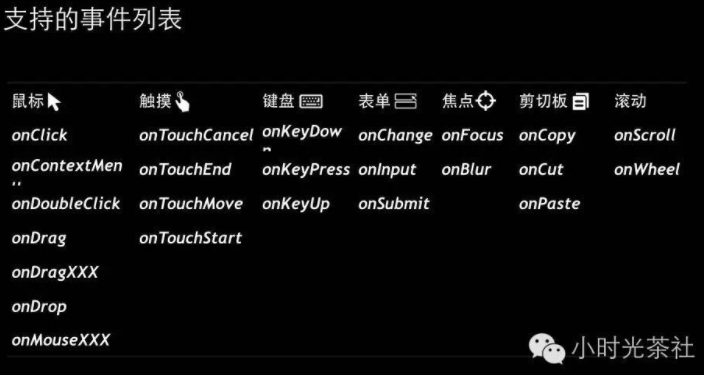 支持的事件列表
鼠标 触摸 键盘 表单 焦点 剪切板 滚动
onClick onTouchCancel onKeyDow onChange onFocus onCopy onScroll
n
onContextMen onTouchEnd onKeyPress onInput onBlur onCut onWheel
u
onDoubleClick onTouchMove onKeyUp onSubmit onPaste
onDrag onTouchStart
onDragXXX
onDrop
onMouseXXX
小时光茶社